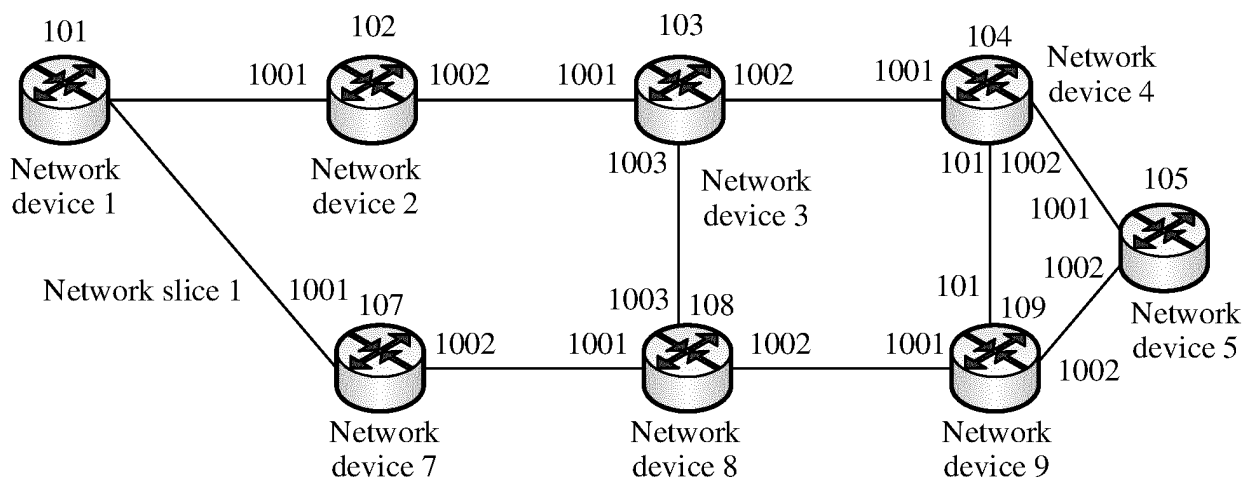 101
102
103
104
Network
device 4
1001
1002
1001
1002
1001
Network
device 1
Network
device 2
1003
Network
device 3
101
1002
105
1001
1002
Network
device 5
Network slice 1
1001
107
1002
1001
1003
108
1002
1001
101
109
1002
Network
device 7
Network
device 8
Network
device 9